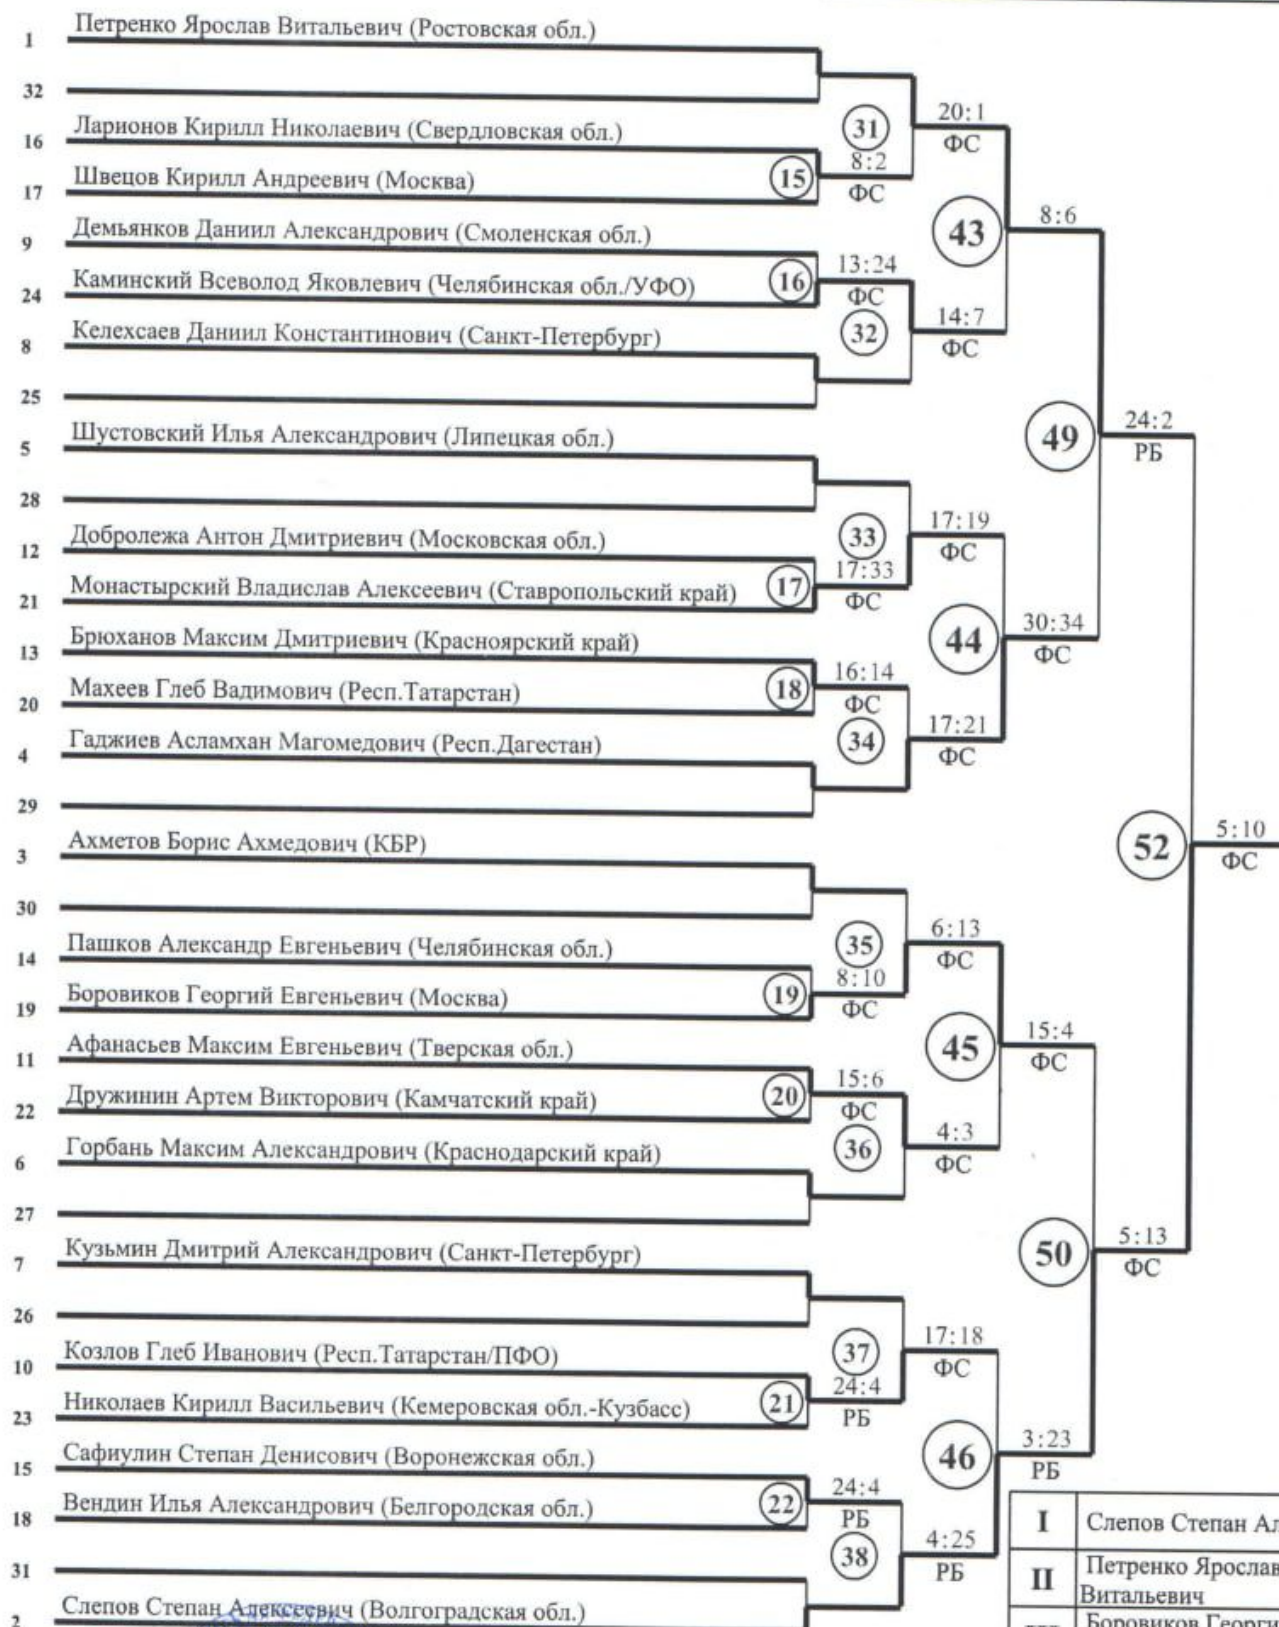 1 Петренко Ярослав Витальевич (Ростовская обл.)
32
16 Ларионов Кирилл Николаевич (Свердловская обл.)
17 Швецов Кирилл Андреевич (Москва)
9 Демьянков Даниил Александрович (Смоленская обл.)
24 Каминский Всеволод Яковлевич (Челябинская обл./УФО)
8 Келехсаев Даниил Константинович (Санкт-Петербург)
25
5 Шустовский Илья Александрович (Липецкая обл.)
28
12 Добролежа Антон Дмитриевич (Московская обл.)
21 Монастырский Владислав Алексеевич (Ставропольский край)
13 Брюханов Максим Дмитриевич (Красноярский край)
20 Махеев Глеб Вадимович (Респ.Татарстан)
4 Гаджиев Асламхан Магомедович (Респ.Дагестан)
29
3 Ахметов Борис Ахмедович (КБР)
30
14 Пашков Александр Евгеньевич (Челябинская обл.)
19 Боровиков Георгий Евгеньевич (Москва)
11 Афанасьев Максим Евгеньевич (Тверская обл.)
22 Дружинин Артем Викторович (Камчатский край)
6 Горбань Максим Александрович (Краснодарский край)
27
7 Кузьмин Дмитрий Александрович (Санкт-Петербург)
26
10 Козлов Глеб Иванович (Респ.Татарстан/ПФО)
23 Николаев Кирилл Васильевич (Кемеровская обл.-Кузбасс)
15 Сафиулин Степан Денисович (Воронежская обл.)
18 Вендин Илья Александрович (Белгородская обл.)
31
2 Слепов Степан Алексеевич (Волгоградская обл.)
15
8:2
ФС
16
13:24
ФС
17
17:33
ФС
18
16:14
ФС
19
8:10
ФС
20
15:6
ФС
21
24:4
РБ
22
24:4
РБ
31
20:1
ФС
32
14:7
ФС
33
17:19
ФС
34
17:21
ФС
35
6:13
ФС
36
4:3
ФС
37
17:18
ФС
38
4:25
РБ
43
8:6
44
30:34
ФС
45
15:4
ФС
46
3:23
РБ
49
24:2
РБ
50
5:13
ФС
52
5:10
ФС
I Слепов Степан Ал
II Петренко Ярослав
Витальевич
Боровиков Георги